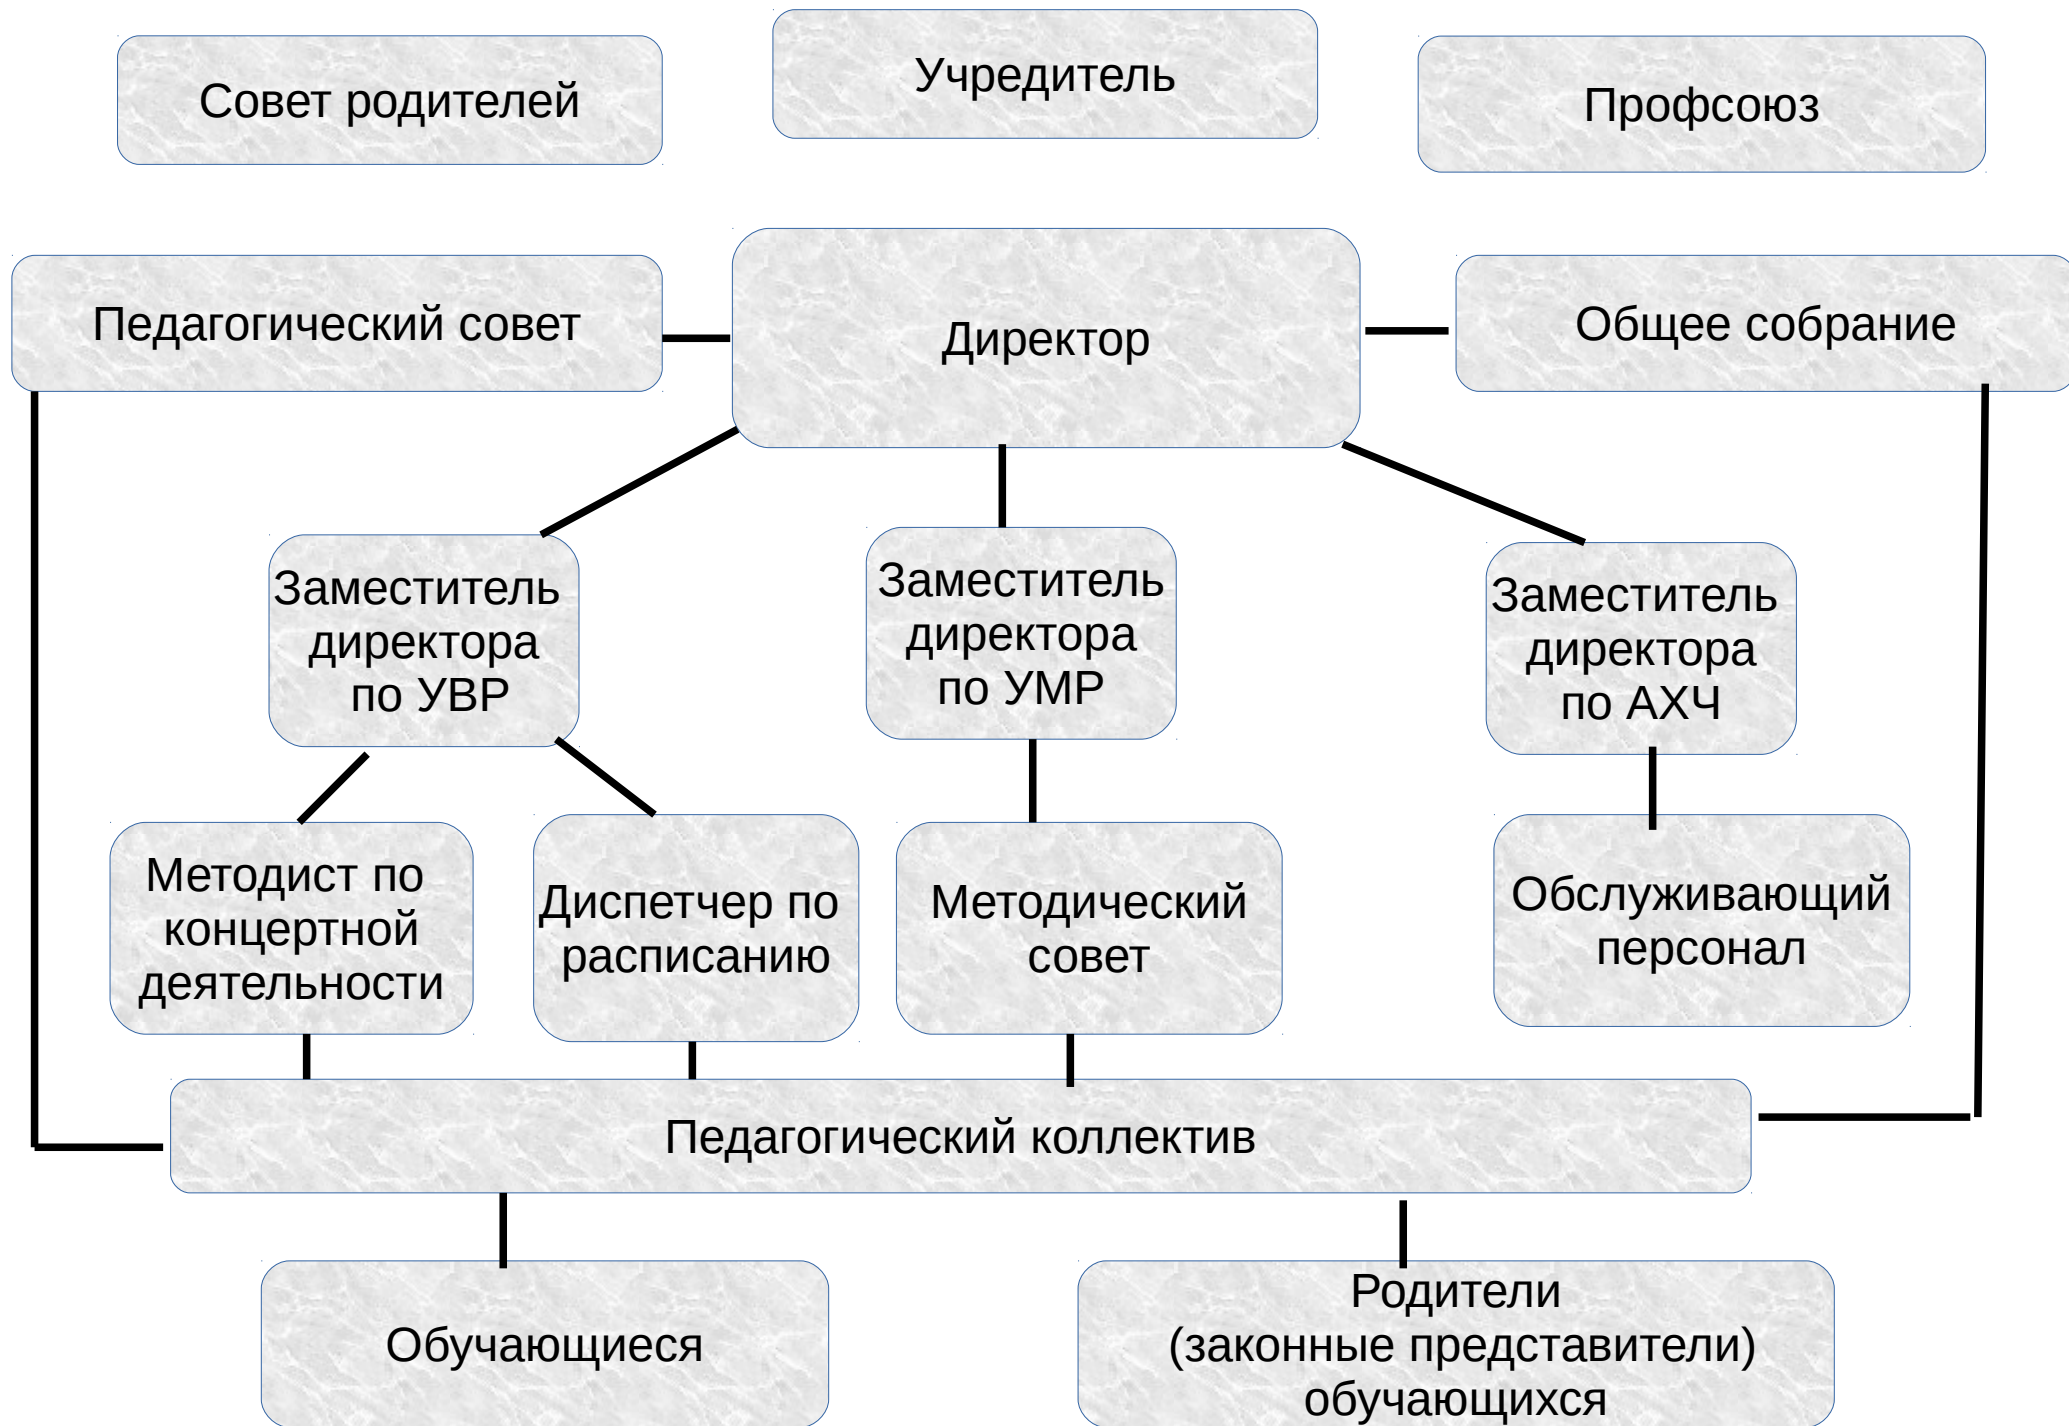 Совет родителей
Учредитель
Профсоюз
Педагогический совет
Директор
Общее собрание
Заместитель
директора
по УВР
Заместитель
директора
по УМР
Заместитель
директора
по АХЧ
Методист по
концертной
деятельности
Диспетчер по
расписанию
Методический
совет
Обслуживающий
персонал
Педагогический коллектив
Обучающиеся
Родители
(законные представители)
обучающихся